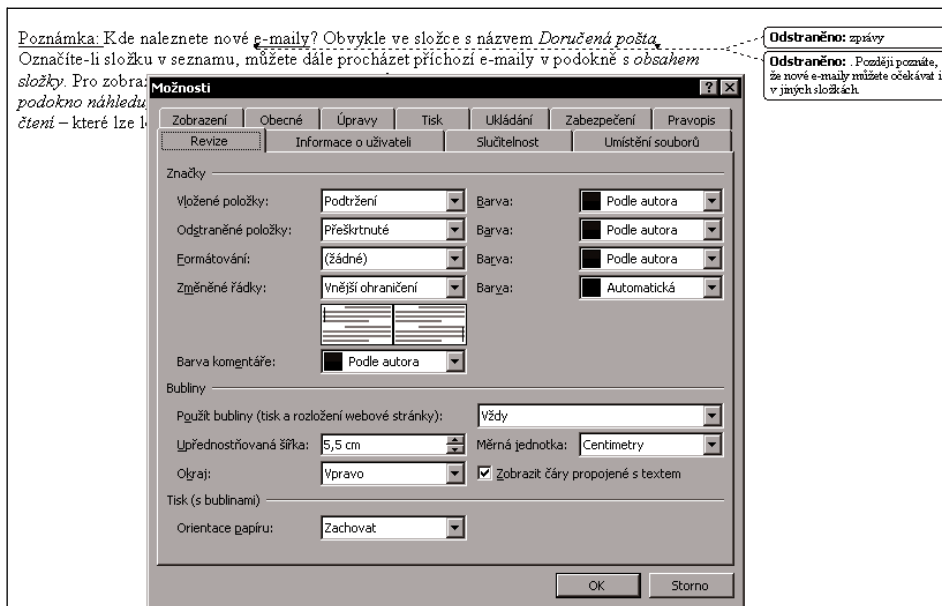 Poznámka: Kde naleznete nové e-maily? Obvykle ve složce s názvem Doručená pošta
Označíte-li složku v seznamu, můžete dále procházet příchozí e-maily v podokně s obsahem
složky. Pro zobra
podokno náhledu
čtení – které lze l
Odstraněno: zprávy
Odstraněno: . Později poznáte,
že nové e-maily můžete očekávat i
v jiných složkách.
Možnosti
Zobrazení Obecné Úpravy Tisk Ukládání Zabezpečení Pravopis
Revize Informace o uživateli Slučitelnost Umístění souborů
Značky
Vložené položky: Podtržení Barva: Podle autora
Odstraněné položky: Přeškrtnuté Barva: Podle autora
Formátování: (žádné) Barva: Podle autora
Změněné řádky: Vnější ohraničení Barva: Automatická
Barva komentáře: Podle autora
Bubliny
Použít bubliny (tisk a rozložení webové stránky): Vždy
Upřednostňovaná šířka: 5,5 cm Měrná jednotka: Centimetry
Okraj: Vpravo Zobrazit čáry propojené s textem
Tisk (s bublinami)
Orientace papíru: Zachovat
OK Storno